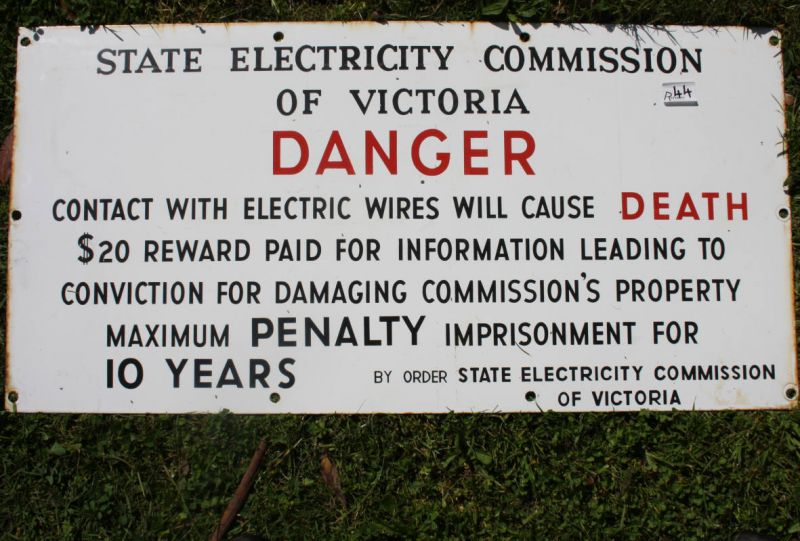 STATE ELECTRICITY COMMISSION
R.44
OF VICTORIA
DANGER
CONTACT WITH ELECTRIC WIRES WILL CAUSE DEATH
$20 REWARD PAID FOR INFORMATION LEADING TO
CONVICTION FOR DAMAGING COMMISSION'S PROPERTY
MAXIMUM PENALTY IMPRISONMENT FOR
10 YEARS
BY ORDER STATE ELECTRICITY COMMISSION
OF VICTORIA